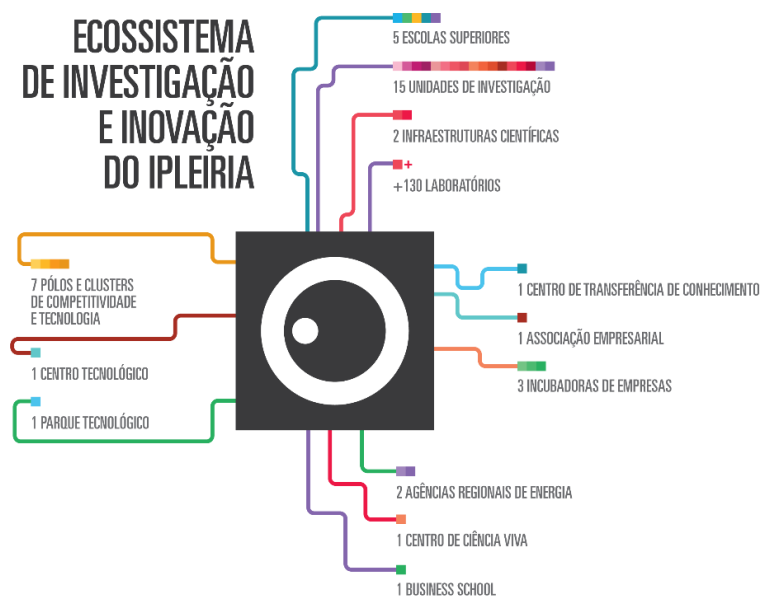 ECOSSISTEMA
DE INVESTIGAÇÃO
E INOVAÇÃO
DO IPLEIRIA
5 ESCOLAS SUPERIORES
15 UNIDADES DE INVESTIGAÇÃO
2 INFRAESTRUTURAS CIENTÍFICAS
+
+130 LABORATÓRIOS
7 PÓLOS E CLUSTERS
DE COMPETITIVIDADE
E TECNOLOGIA
1 CENTRO TECNOLÓGICO
1 PARQUE TECNOLÓGICO
1 CENTRO DE TRANSFERÊNCIA DE CONHECIMENTO
1 ASSOCIAÇÃO EMPRESARIAL
3 INCUBADORAS DE EMPRESAS
2 AGÊNCIAS REGIONAIS DE ENERGIA
1 CENTRO DE CIÊNCIA VIVA
1 BUSINESS SCHOOL